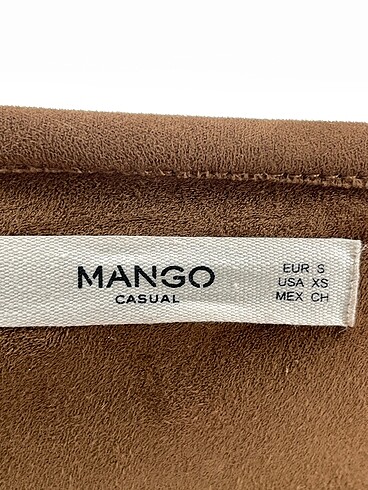 MANGO
CASUAL
EUR S
USA XS
MEX CH